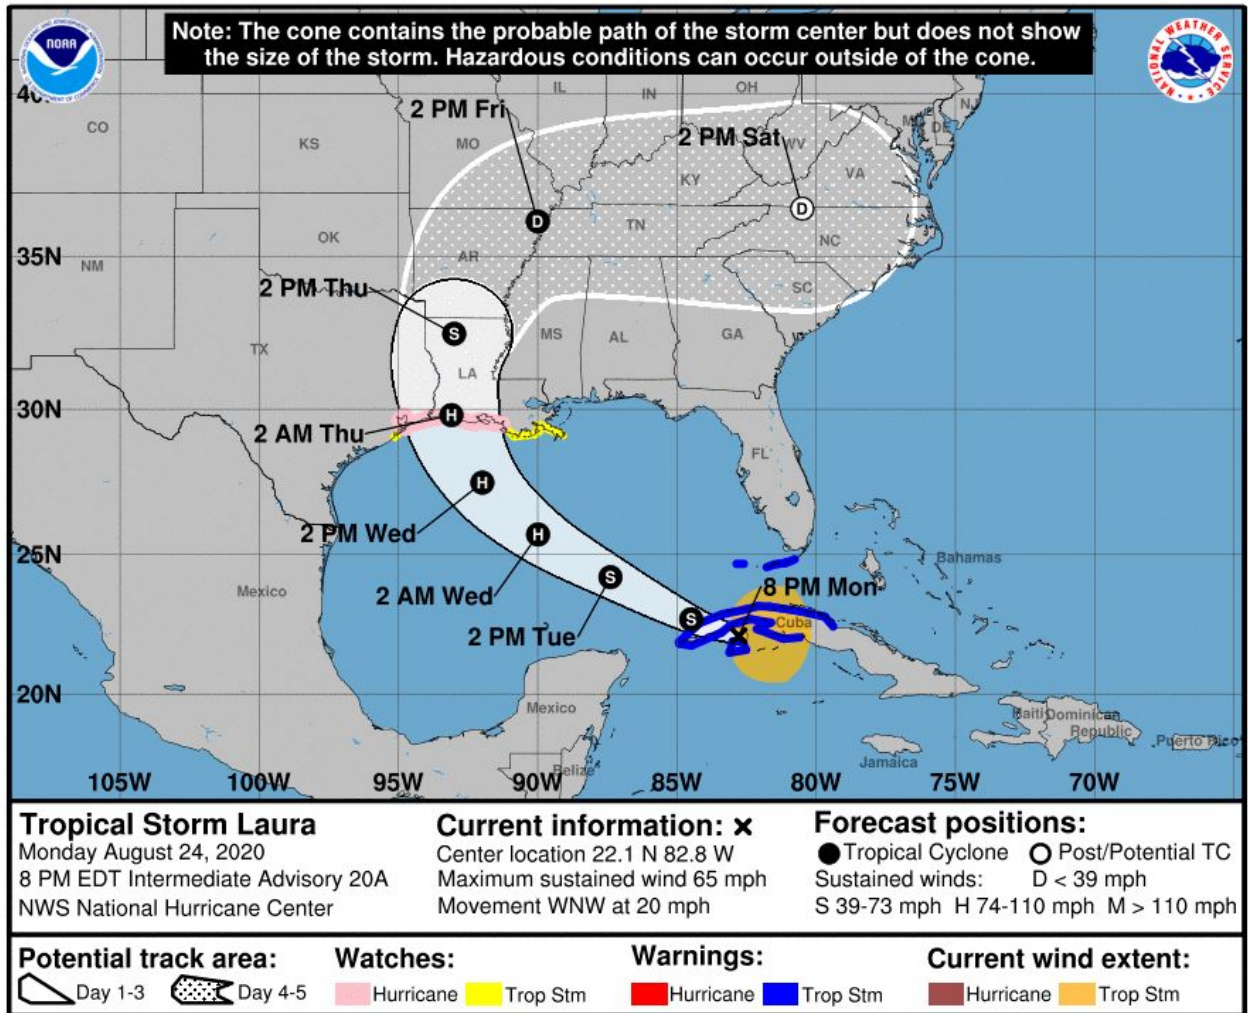 Note: The cone contains the probable path of the storm center but does not show
the size of the storm. Hazardous conditions can occur outside of the cone.
NOAA
NATIONAL WEATHER SERVICE
40
IL
IN
OH
NJ
2 PM Fri
CO
KS
MO
2 PM Sat
WV
DE
KY
VA
OK
TN
NC
35N
NM
AR
2 PM Thu
SC
TX
MS
AL
GA
LA
30N
2 AM Thu
FL
2 PM Wed
25N
Bahamas
Mexico
2 AM Wed
8 PM Mon
2 PM Tue
Cuba
20N
Mexico
Haiti
Dominican
Republic
Puerto Rico
Jamaica
Belize
105W
100W
95W
90W
85W
80W
75W
70W
D
D
S
H
H
H
S
S
Tropical Storm Laura
Monday August 24, 2020
8 PM EDT Intermediate Advisory 20A
NWS National Hurricane Center
Current information: x
Center location 22.1 N 82.8 W
Maximum sustained wind 65 mph
Movement WNW at 20 mph
Forecast positions:
Tropical Cyclone
Post/Potential TC
Sustained winds: D < 39 mph
S 39-73 mph H 74-110 mph M > 110 mph
Potential track area:
Day 1-3
Day 4-5
Watches:
Hurricane
Trop Stm
Warnings:
Hurricane
Trop Stm
Current wind extent:
Hurricane
Trop Stm